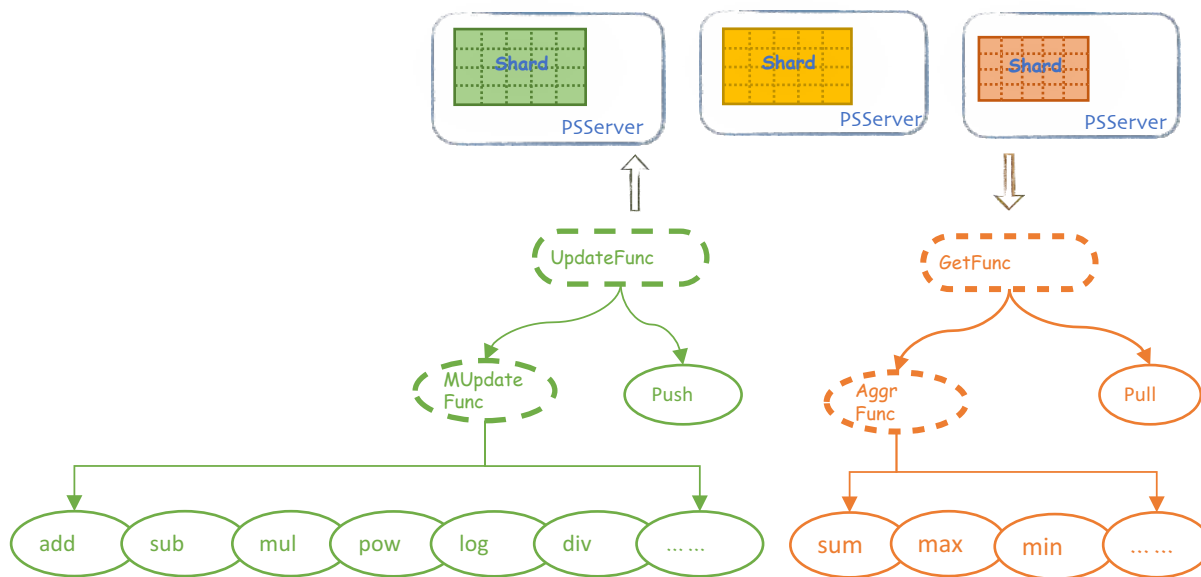 Shard
PSServer
Shard
PSServer
Shard
PSServer
UpdateFunc
GetFunc
MUpdate
Func
Push
Aggr
Func
Pull
add
sub
mul
pow
log
div
... ...
sum
max
min
... ...